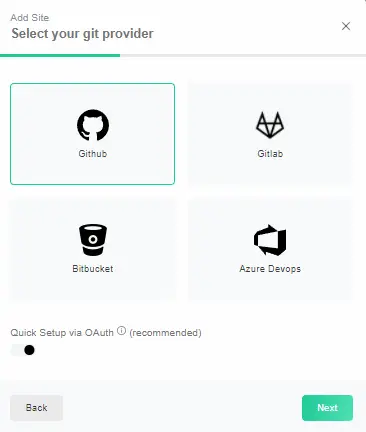 Add Site
Select your git provider
Github
Gitlab
Bitbucket
Azure Devops
Quick Setup via OAuth (recommended)
Back
Next